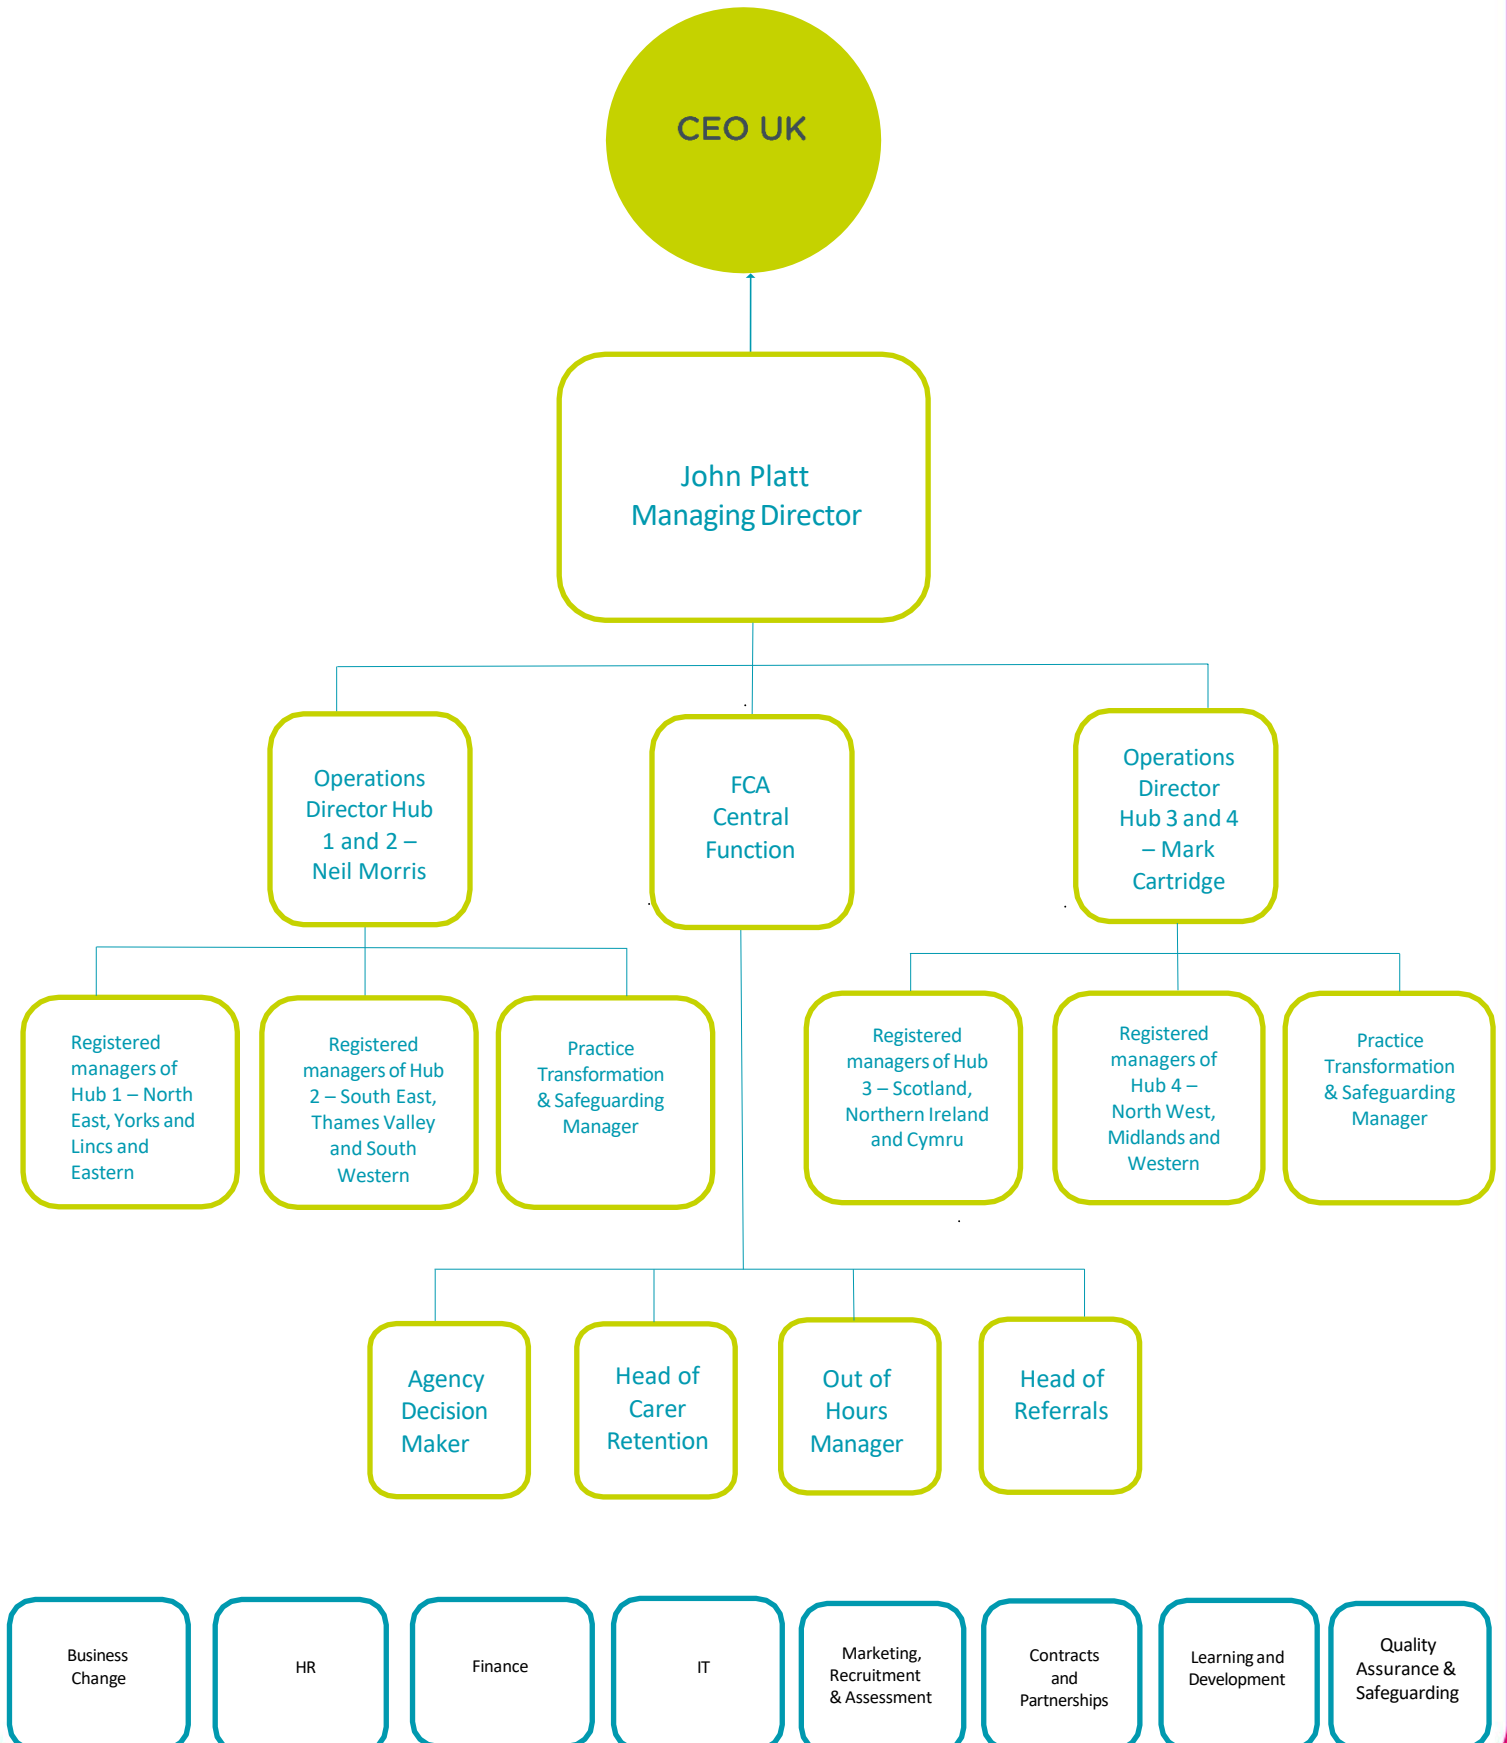 CEO UK
John Platt
Managing Director
Operations
Director Hub
1 and 2 –
Neil Morris
FCA
Central
Function
Operations
Director
Hub 3 and 4
– Mark
Cartridge
Registered
managers of
Hub 1 – North
East, Yorks and
Lincs and
Eastern
Registered
managers of Hub
2 – South East,
Thames Valley
and South
Western
Practice
Transformation
& Safeguarding
Manager
Registered
managers of Hub
3 – Scotland,
Northern Ireland
and Cymru
Registered
managers of
Hub 4 –
North West,
Midlands and
Western
Practice
Transformation
& Safeguarding
Manager
Agency
Decision
Maker
Head of
Carer
Retention
Out of
Hours
Manager
Head of
Referrals
Business
Change
HR
Finance
IT
Marketing,
Recruitment
& Assessment
Contracts
and
Partnerships
Learning and
Development
Quality
Assurance &
Safeguarding